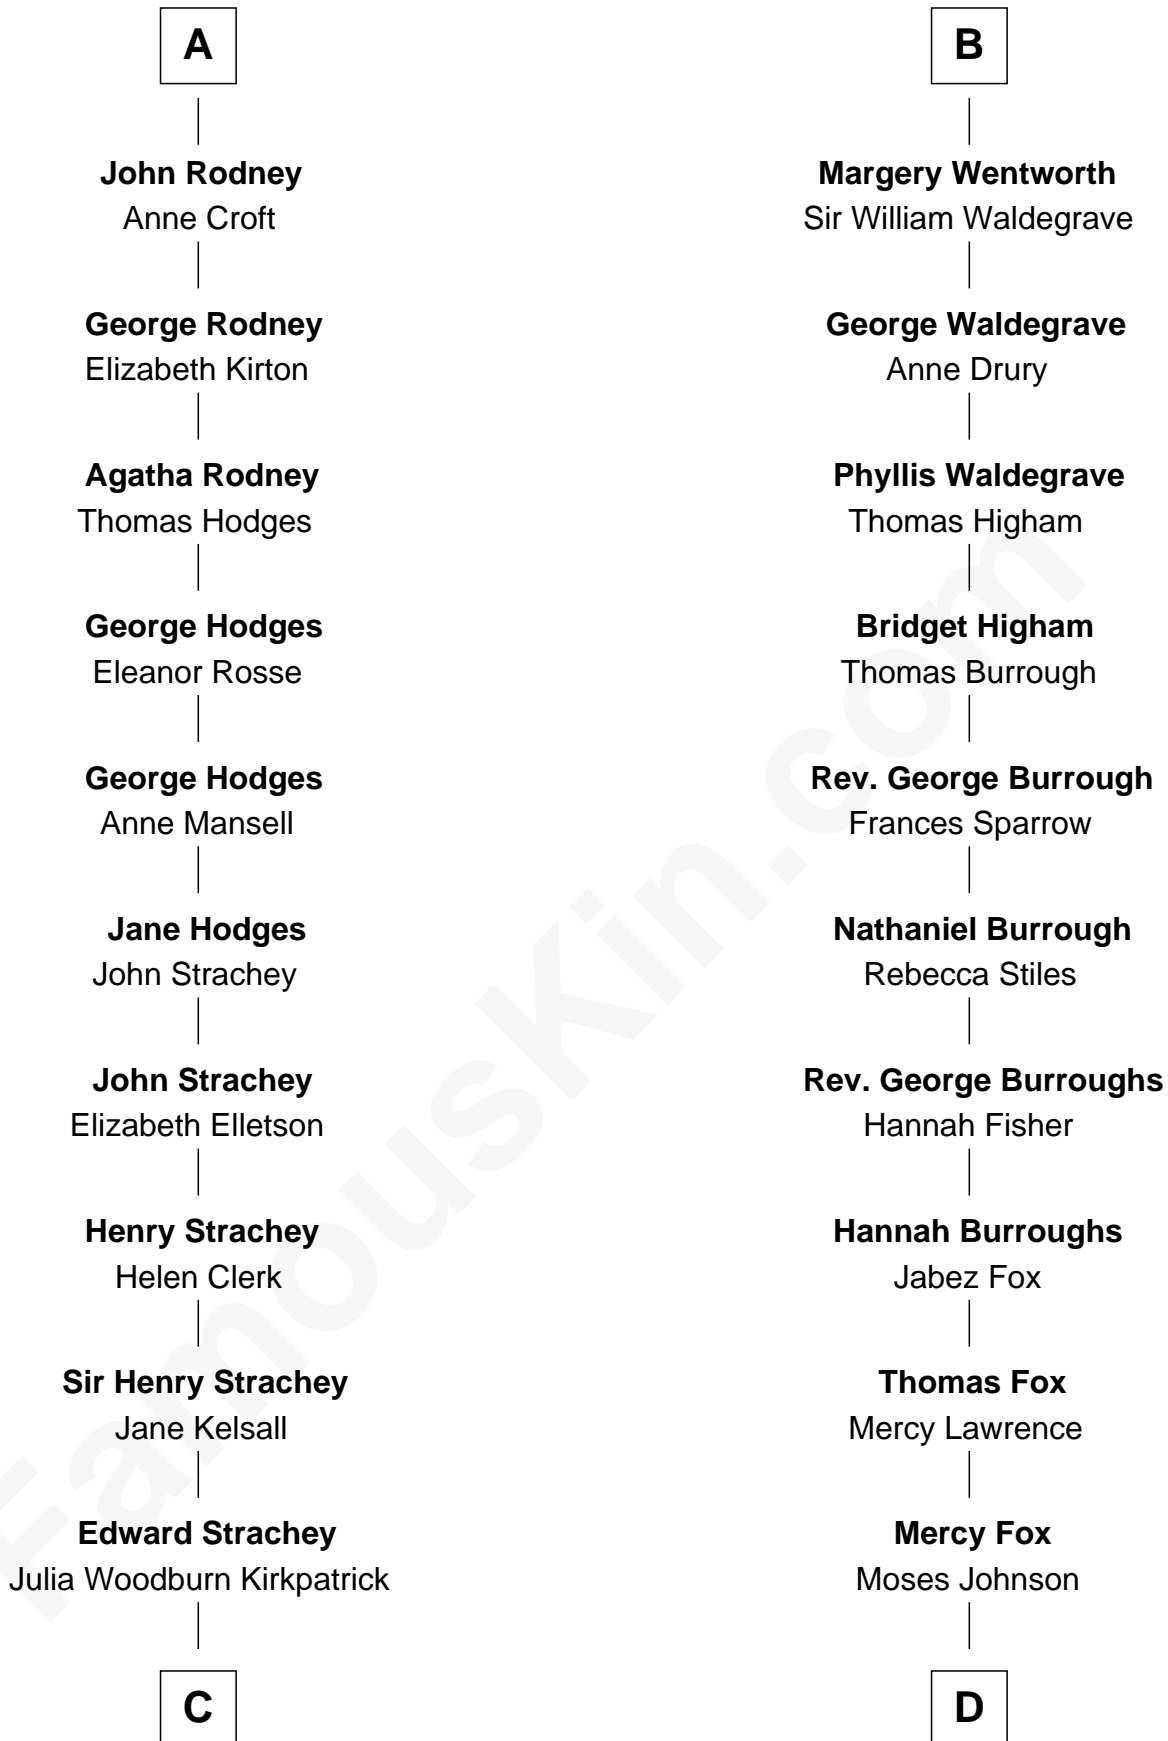 A
John Rodney
Anne Croft
George Rodney
Elizabeth Kirton
Agatha Rodney
Thomas Hodges
George Hodges
Eleanor Rosse
George Hodges
Anne Mansell
Jane Hodges
John Strachey
John Strachey
Elizabeth Elletson
Henry Strachey
Helen Clerk
Sir Henry Strachey
Jane Kelsall
Edward Strachey
Julia Woodburn Kirkpatrick
C
B
Margery Wentworth
Sir William Waldegrave
George Waldegrave
Anne Drury
Phyllis Waldegrave
Thomas Higham
Bridget Higham
Thomas Burrough
Rev. George Burrough
Frances Sparrow
Nathaniel Burrough
Rebecca Stiles
Rev. George Burroughs
Hannah Fisher
Hannah Burroughs
Jabez Fox
Thomas Fox
Mercy Lawrence
Mercy Fox
Moses Johnson
D
FamousKin.com